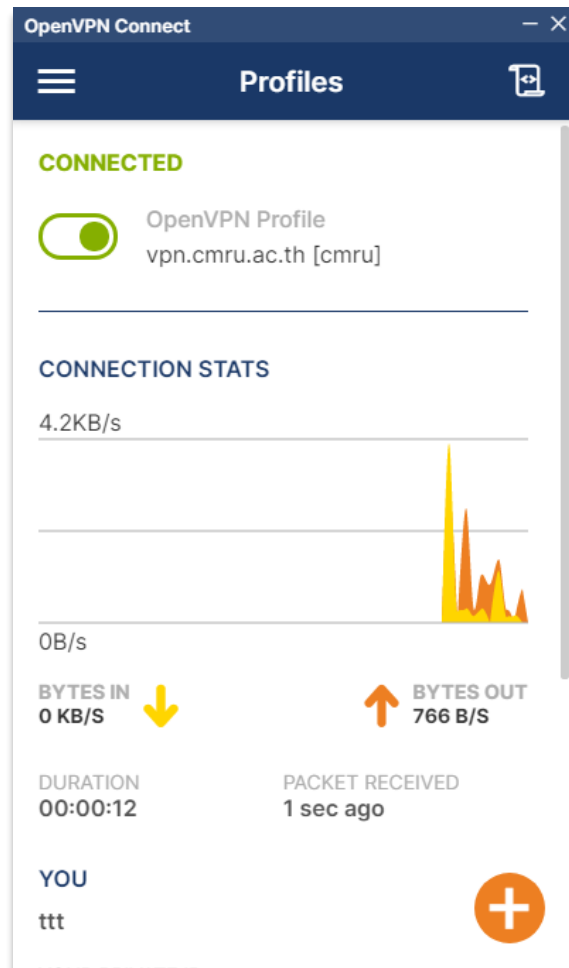 OpenVPN Connect
Profiles
CONNECTED
OpenVPN Profile
vpn.cmru.ac.th [cmru]
CONNECTION STATS
4.2KB/s
0B/s
BYTES IN
0 KB/S
BYTES OUT
766 B/S
DURATION
00:00:12
PACKET RECEIVED
1 sec ago
YOU
ttt